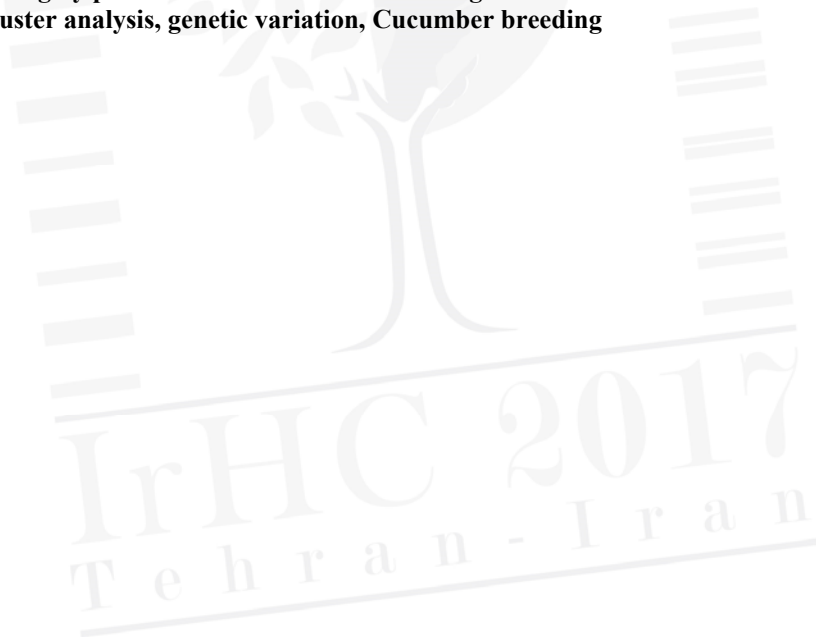 uster analysis, genetic variation, Cucumber breeding
IrHC 2017
Tehran - Iran